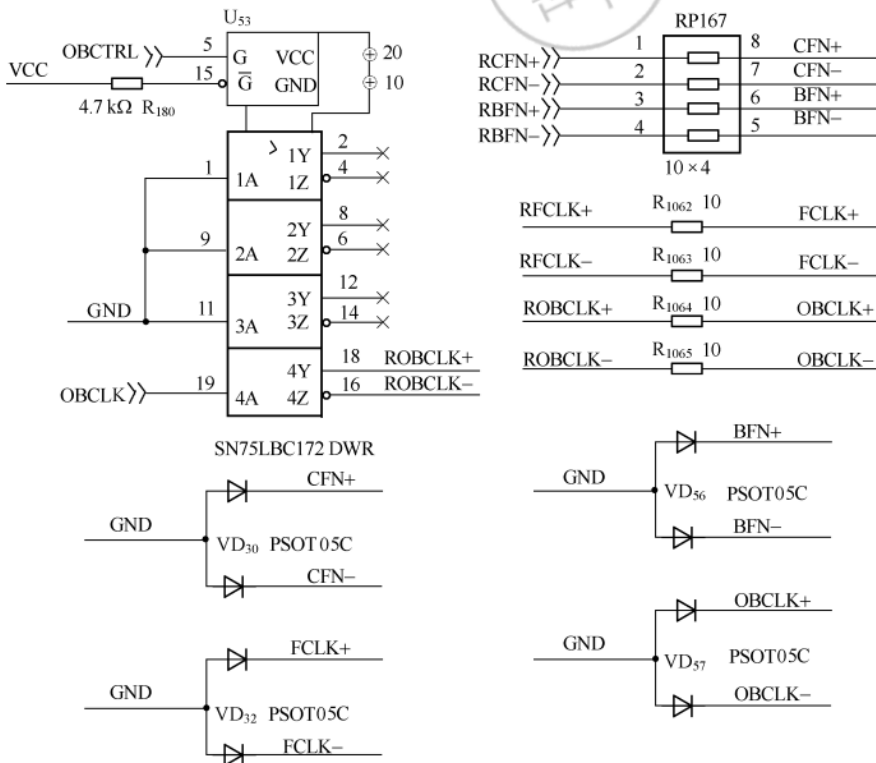 U53
OBCTRL 5 G VCC 20
VCC 15 G GND 10
4.7 kΩ R180
1 1A 1Y 2
1Z 4
9 2A 2Y 8
2Z 6
GND 11 3A 3Y 12
3Z 14
OBCLK 19 4A 4Y 18 ROBCLK+
4Z 16 ROBCLK−
SN75LBC172 DWR
RP167
RCFN+ 1 8 CFN+
RCFN− 2 7 CFN−
RBFN+ 3 6 BFN+
RBFN− 4 5 BFN−
10×4
RFCLK+ R1062 10 FCLK+
RFCLK− R1063 10 FCLK−
ROBCLK+ R1064 10 OBCLK+
ROBCLK− R1065 10 OBCLK−
CFN+
GND
VD30 PSOT05C
CFN−
BFN+
GND
VD56 PSOT05C
BFN−
FCLK+
GND
VD32 PSOT05C
FCLK−
OBCLK+
GND
VD57 PSOT05C
OBCLK−